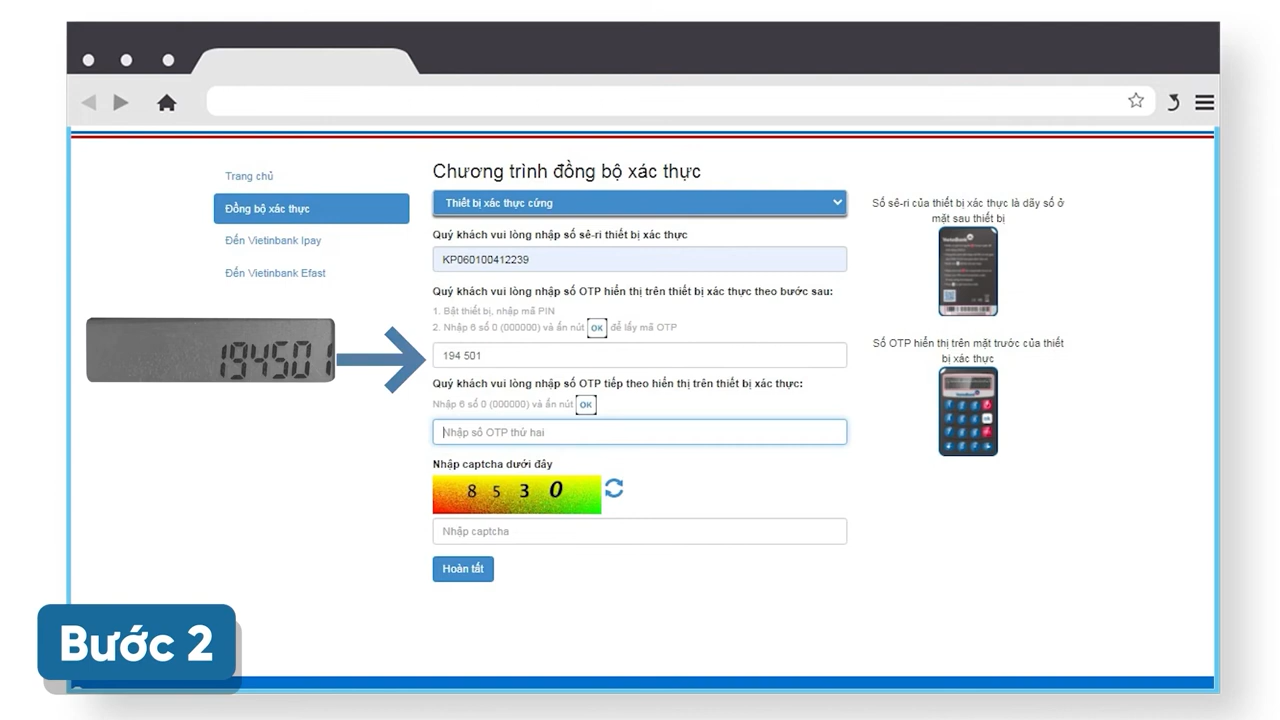 Trang chủ
Đồng bộ xác thực
Đến Vietinbank Ipay
Đến Vietinbank Efast
194501
Chương trình đồng bộ xác thực
Thiết bị xác thực cứng
Quý khách vui lòng nhập số sê-ri thiết bị xác thực
KP060100412239
Quý khách vui lòng nhập số OTP hiển thị trên thiết bị xác thực theo bước sau:
1. Bật thiết bị, nhập mã PIN
2. Nhập 6 số 0 (000000) và ấn nút OK để lấy mã OTP
194 501
Quý khách vui lòng nhập số OTP tiếp theo hiển thị trên thiết bị xác thực:
Nhập 6 số 0 (000000) và ấn nút OK
Nhập số OTP thứ hai
Nhập captcha dưới đây
8 5 3 0
Nhập captcha
Hoàn tất
Số sê-ri của thiết bị xác thực là dãy số ở
mặt sau thiết bị
Số OTP hiển thị trên mặt trước của thiết
bị xác thực
Bước 2